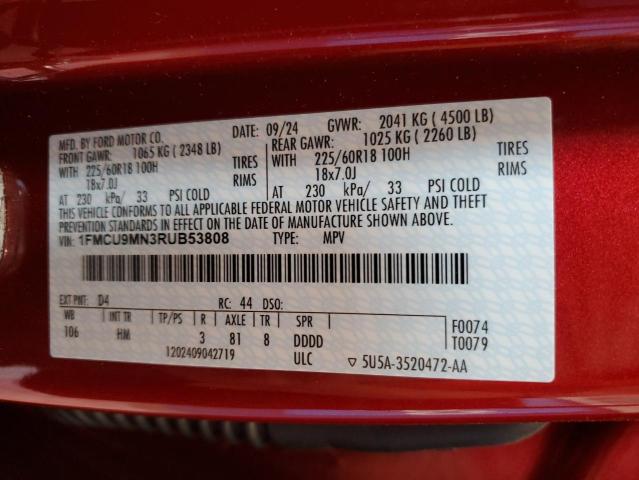 MFD. BY FORD MOTOR CO. DATE: 09/24 GVWR: 2041 KG ( 4500 LB)
FRONT GAWR: 1065 KG ( 2348 LB) REAR GAWR: 1025 KG ( 2260 LB)
WITH 225/60R18 100H TIRES WITH 225/60R18 100H TIRES
18x7.0J RIMS 18x7.0J RIMS
AT 230 kPa/ 33 PSI COLD AT 230 kPa/ 33 PSI COLD
THIS VEHICLE CONFORMS TO ALL APPLICABLE FEDERAL MOTOR VEHICLE SAFETY AND THEFT
PREVENTION STANDARDS IN EFFECT ON THE DATE OF MANUFACTURE SHOWN ABOVE.
VIN: 1FMCU9MN3RUB53808 TYPE: MPV
EXT PNT: D4 RC: 44 DSO:
WB INT TR TP/PS R AXLE TR SPR F0074
106 HM 3 81 8 DDDD T0079
1202409042719 ULC ▽ 5U5A-3520472-AA